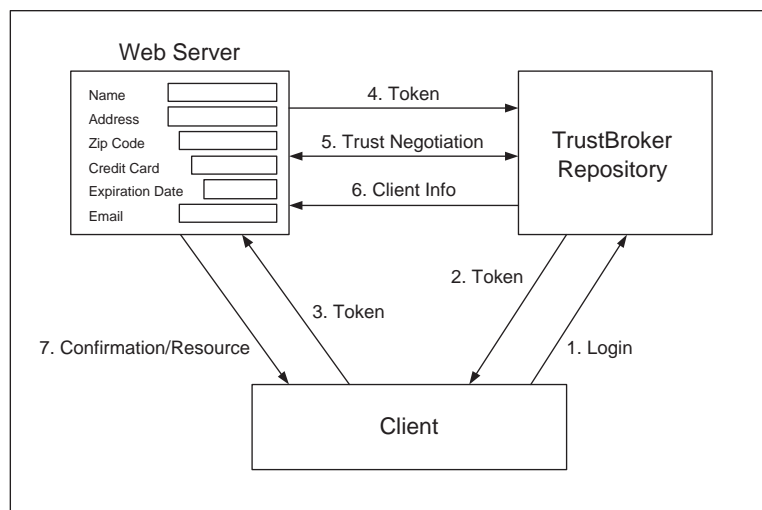 Web Server
Name
Address
Zip Code
Credit Card
Expiration Date
Email
4. Token
5. Trust Negotiation
6. Client Info
TrustBroker
Repository
2. Token
3. Token
7. Confirmation/Resource
1. Login
Client